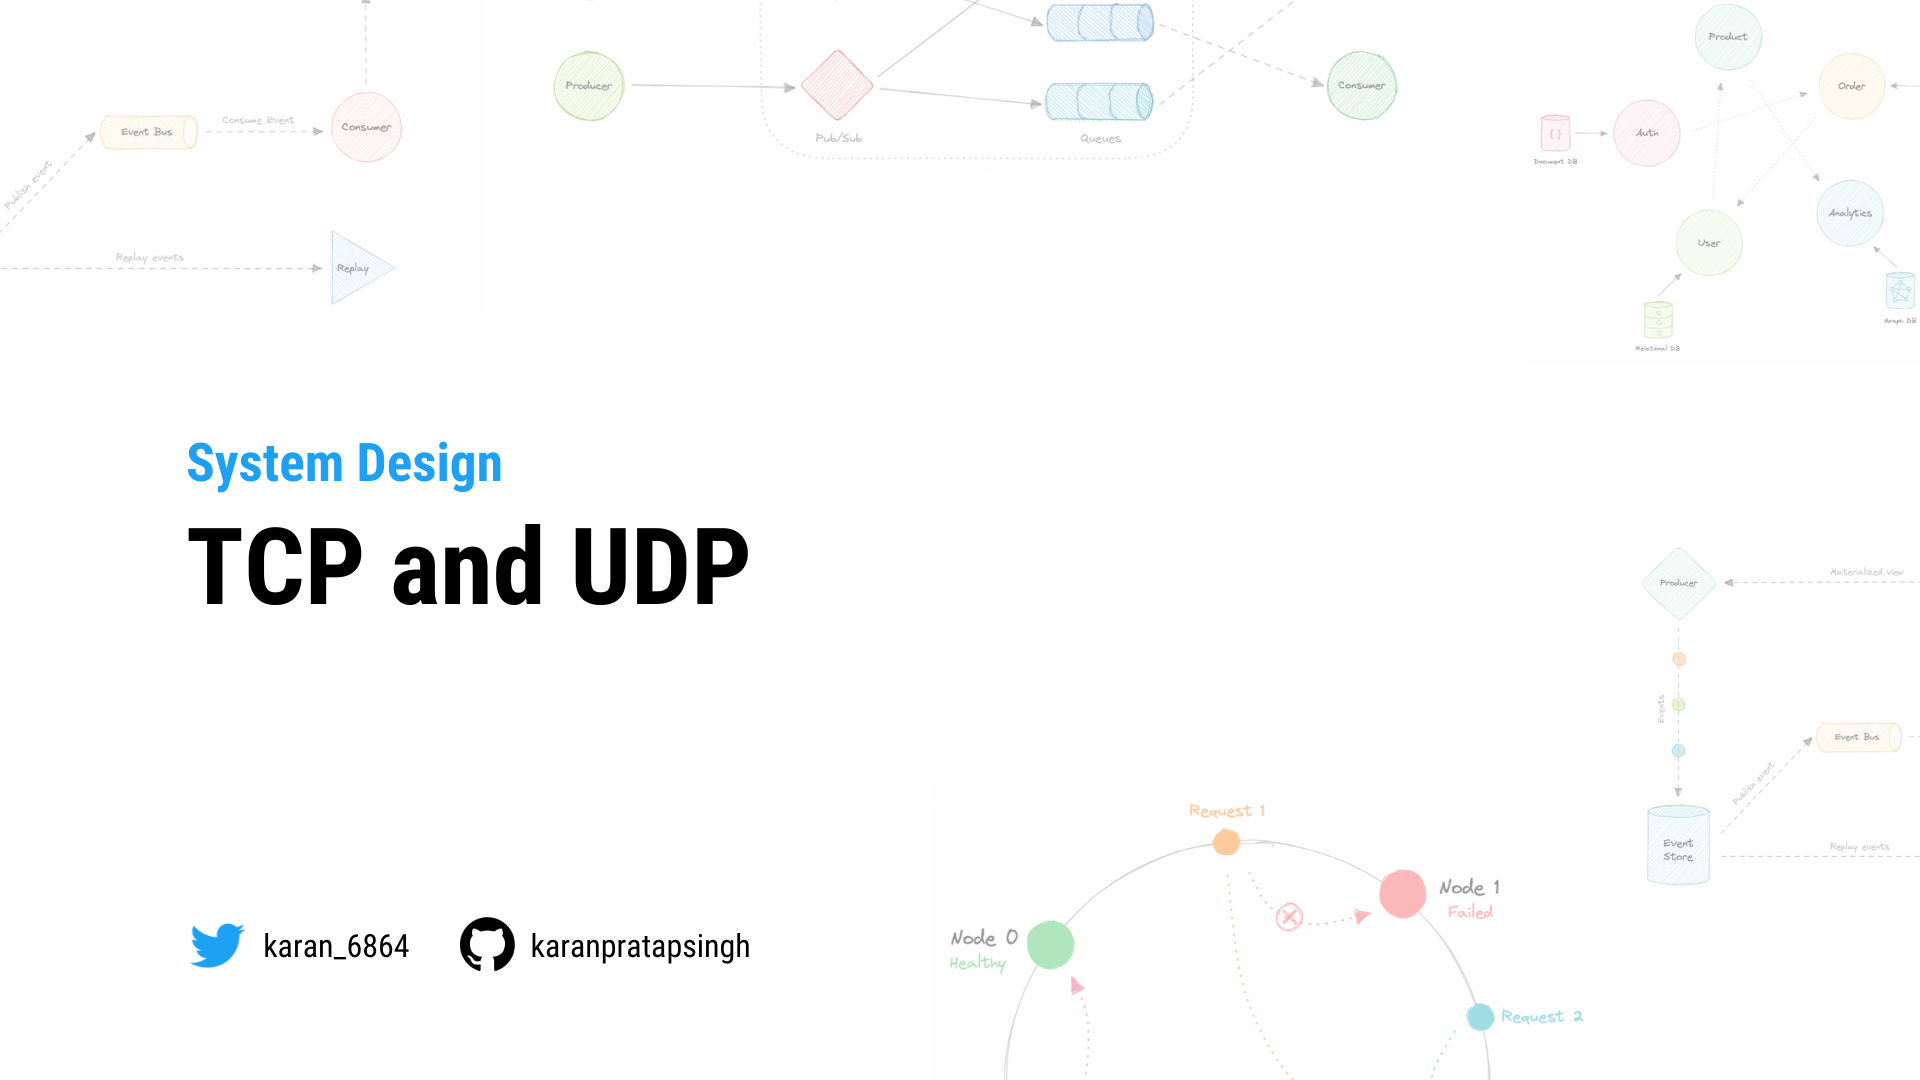 Publish event
Event Bus
Consume Event
Consumer
Replay events
Replay
Producer
Pub/Sub
Queues
Consumer
Product
Order
Auth
{ }
Document DB
User
Analytics
Relational DB
Graph DB
System Design
TCP and UDP
karan_6864
karanpratapsingh
Producer
Materialized view
Events
Publish event
Event Bus
Event
Store
Replay events
Request 1
Node 1
Failed
Node 0
Healthy
Request 2